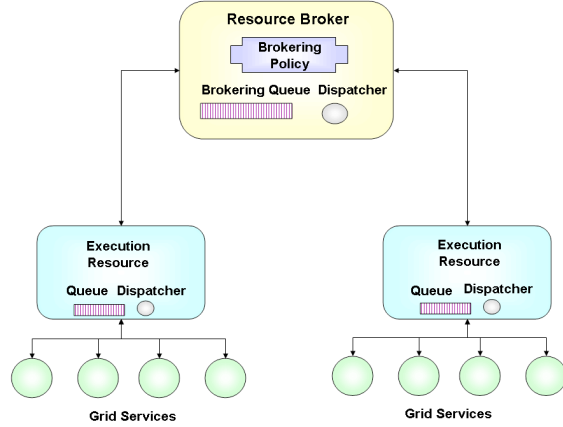 Resource Broker
Brokering
Policy
Brokering Queue Dispatcher
Execution
Resource
Queue Dispatcher
Grid Services
Execution
Resource
Queue Dispatcher
Grid Services